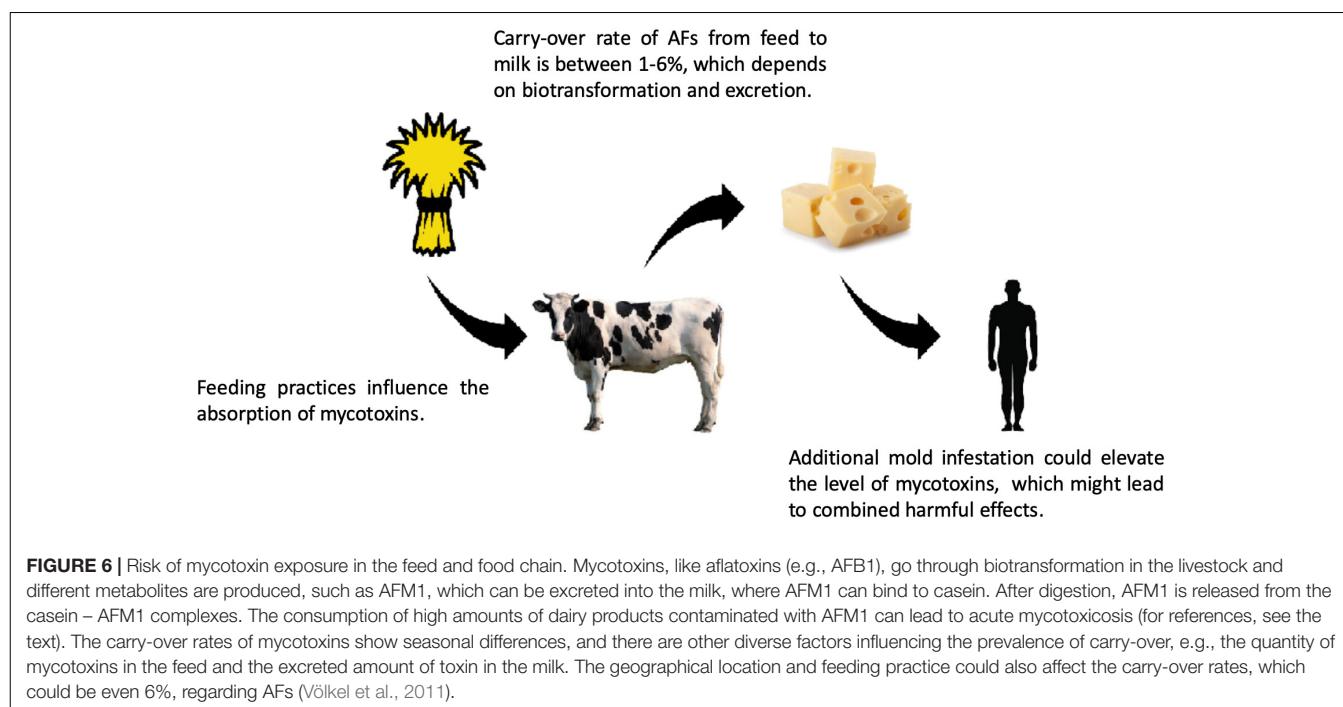 Carry-over rate of AFs from feed to
milk is between 1-6%, which depends
on biotransformation and excretion.
Feeding practices influence the
absorption of mycotoxins.
Additional mold infestation could elevate
the level of mycotoxins, which might lead
to combined harmful effects.
FIGURE 6 | Risk of mycotoxin exposure in the feed and food chain. Mycotoxins, like aflatoxins (e.g., AFB1), go through biotransformation in the livestock and
different metabolites are produced, such as AFM1, which can be excreted into the milk, where AFM1 can bind to casein. After digestion, AFM1 is released from the
casein – AFM1 complexes. The consumption of high amounts of dairy products contaminated with AFM1 can lead to acute mycotoxicosis (for references, see the
text). The carry-over rates of mycotoxins show seasonal differences, and there are other diverse factors influencing the prevalence of carry-over, e.g., the quantity of
mycotoxins in the feed and the excreted amount of toxin in the milk. The geographical location and feeding practice could also affect the carry-over rates, which
could be even 6%, regarding AFs (Völkel et al., 2011).